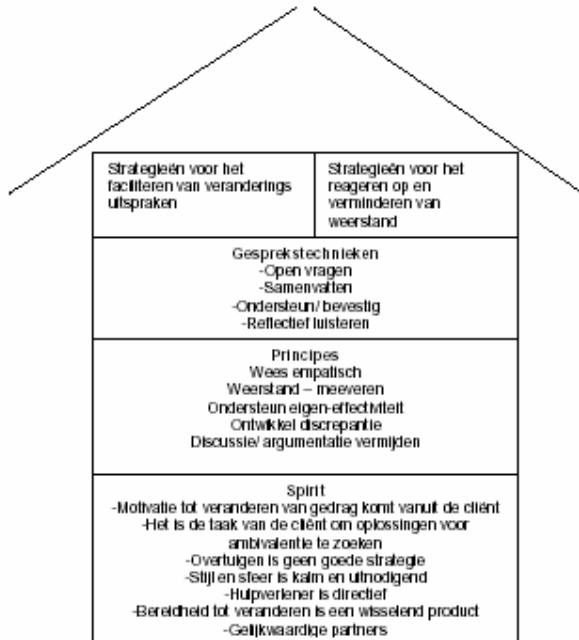 Strategieën voor het
faciliteren van veranderings
uitspraken
Strategieën voor het
reageren op en
verminderen van
weerstand
Gesprekstechnieken
-Open vragen
-Samenvatten
-Ondersteun/ bevestig
-Reflectief luisteren
Principes
Wees empatisch
Weerstand – meeveren
Ondersteun eigen-effectiviteit
Ontwikkel discrepantie
Discussie/ argumentatie vermijden
Spirit
-Motivatie tot veranderen van gedrag komt vanuit de cliënt
-Het is de taak van de cliënt om oplossingen voor
ambivalentie te zoeken
-Overtuigen is geen goede strategie
-Stijl en sfeer is kalm en uitnodigend
-Hulpverlener is directief
-Bereidheid tot veranderen is een wisselend product
-Gelijkwaardige partners